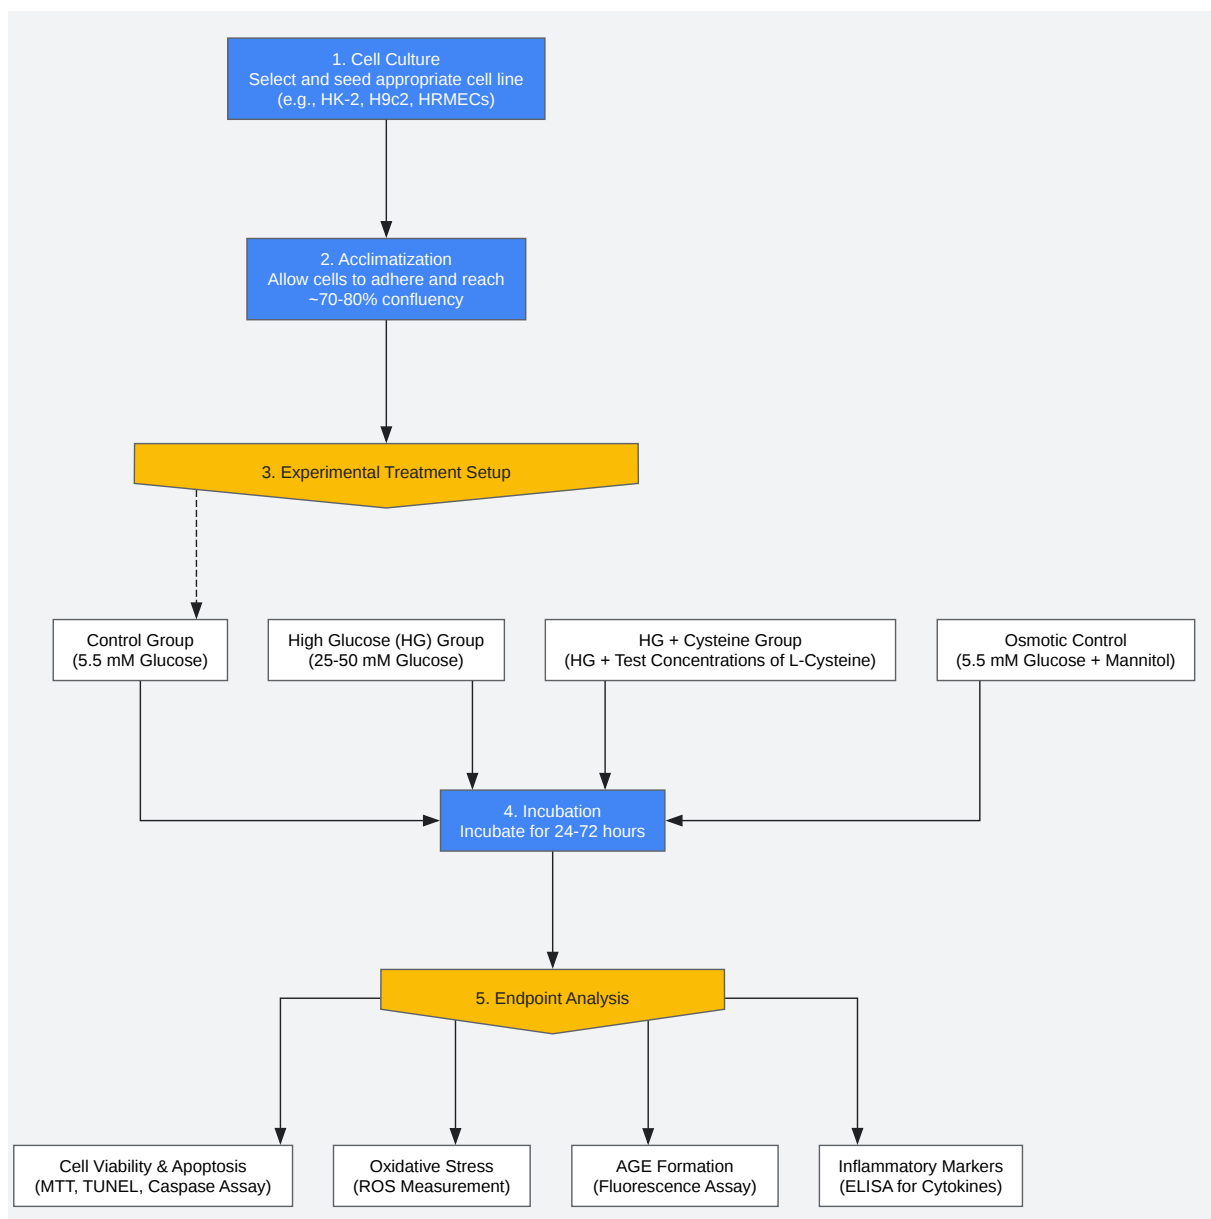 1. Cell Culture
Select and seed appropriate cell line
(e.g., HK-2, H9c2, HRMECs)
2. Acclimatization
Allow cells to adhere and reach
~70-80% confluency
3. Experimental Treatment Setup
Control Group
(5.5 mM Glucose)
High Glucose (HG) Group
(25-50 mM Glucose)
HG + Cysteine Group
(HG + Test Concentrations of L-Cysteine)
Osmotic Control
(5.5 mM Glucose + Mannitol)
4. Incubation
Incubate for 24-72 hours
5. Endpoint Analysis
Cell Viability & Apoptosis
(MTT, TUNEL, Caspase Assay)
Oxidative Stress
(ROS Measurement)
AGE Formation
(Fluorescence Assay)
Inflammatory Markers
(ELISA for Cytokines)